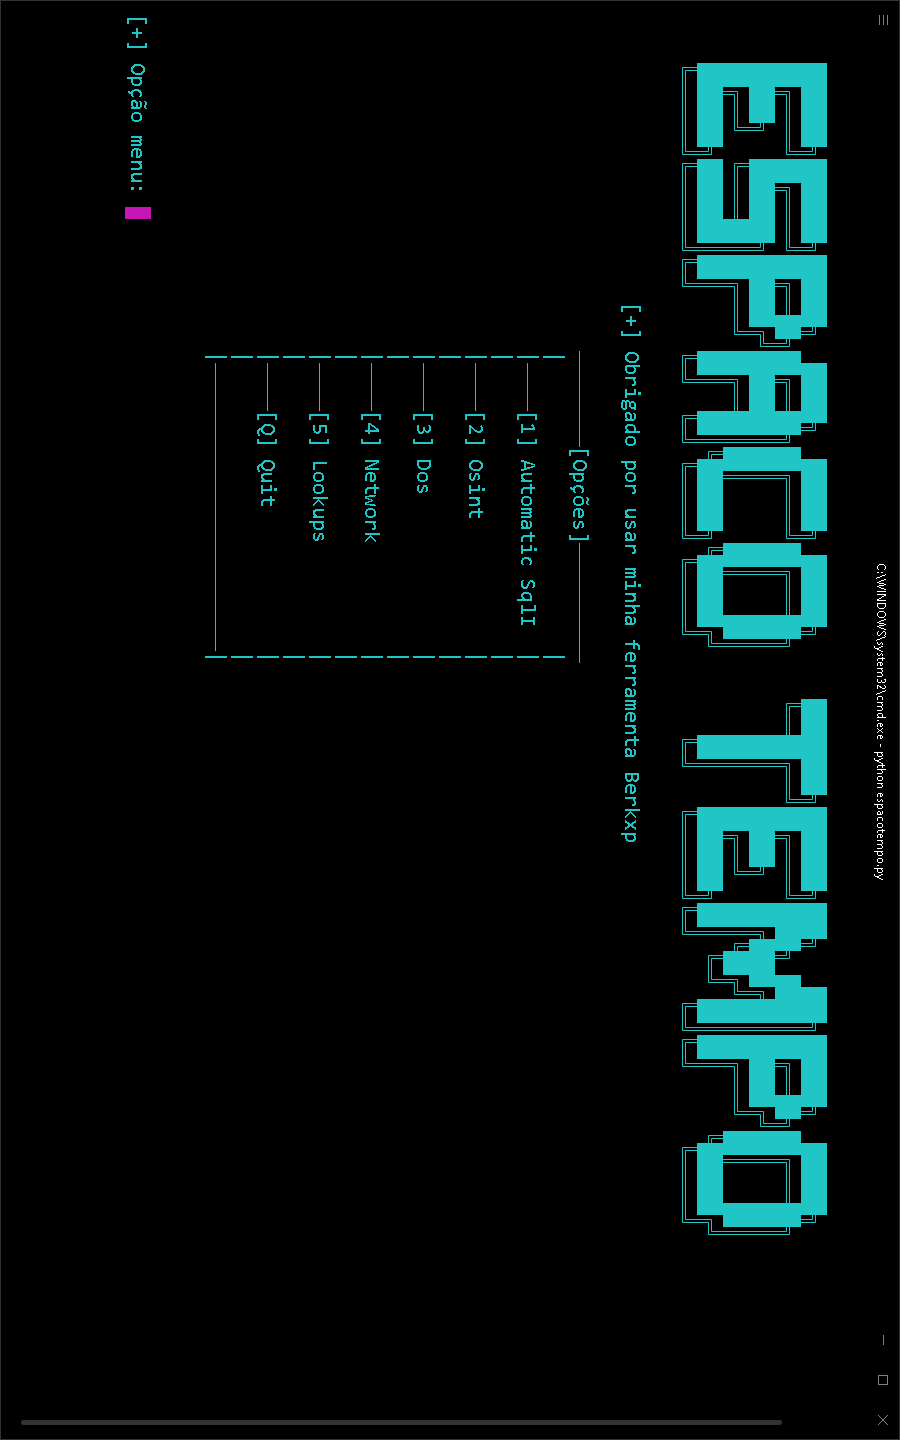 C:\WINDOWS\system32\cmd.exe - python espacotempo.py
ESPACO TEMPO
[+] Obrigado por usar minha ferramenta Berkxp
[Opções]
[1] Automatic SqlI
[2] Osint
[3] Dos
[4] Network
[5] Lookups
[Q] Quit
[+] Opção menu: